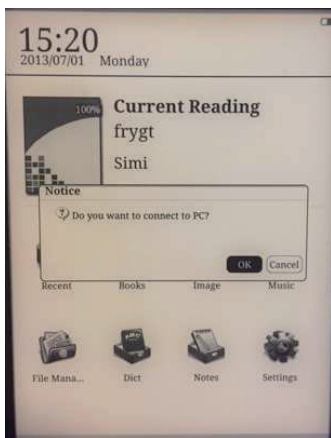 15:20
2013/07/01 Monday
100%
Current Reading
frygt
Simi
Notice
Do you want to connect to PC?
OK Cancel
Recent Books Image Music
File Mana... Dict Notes Settings